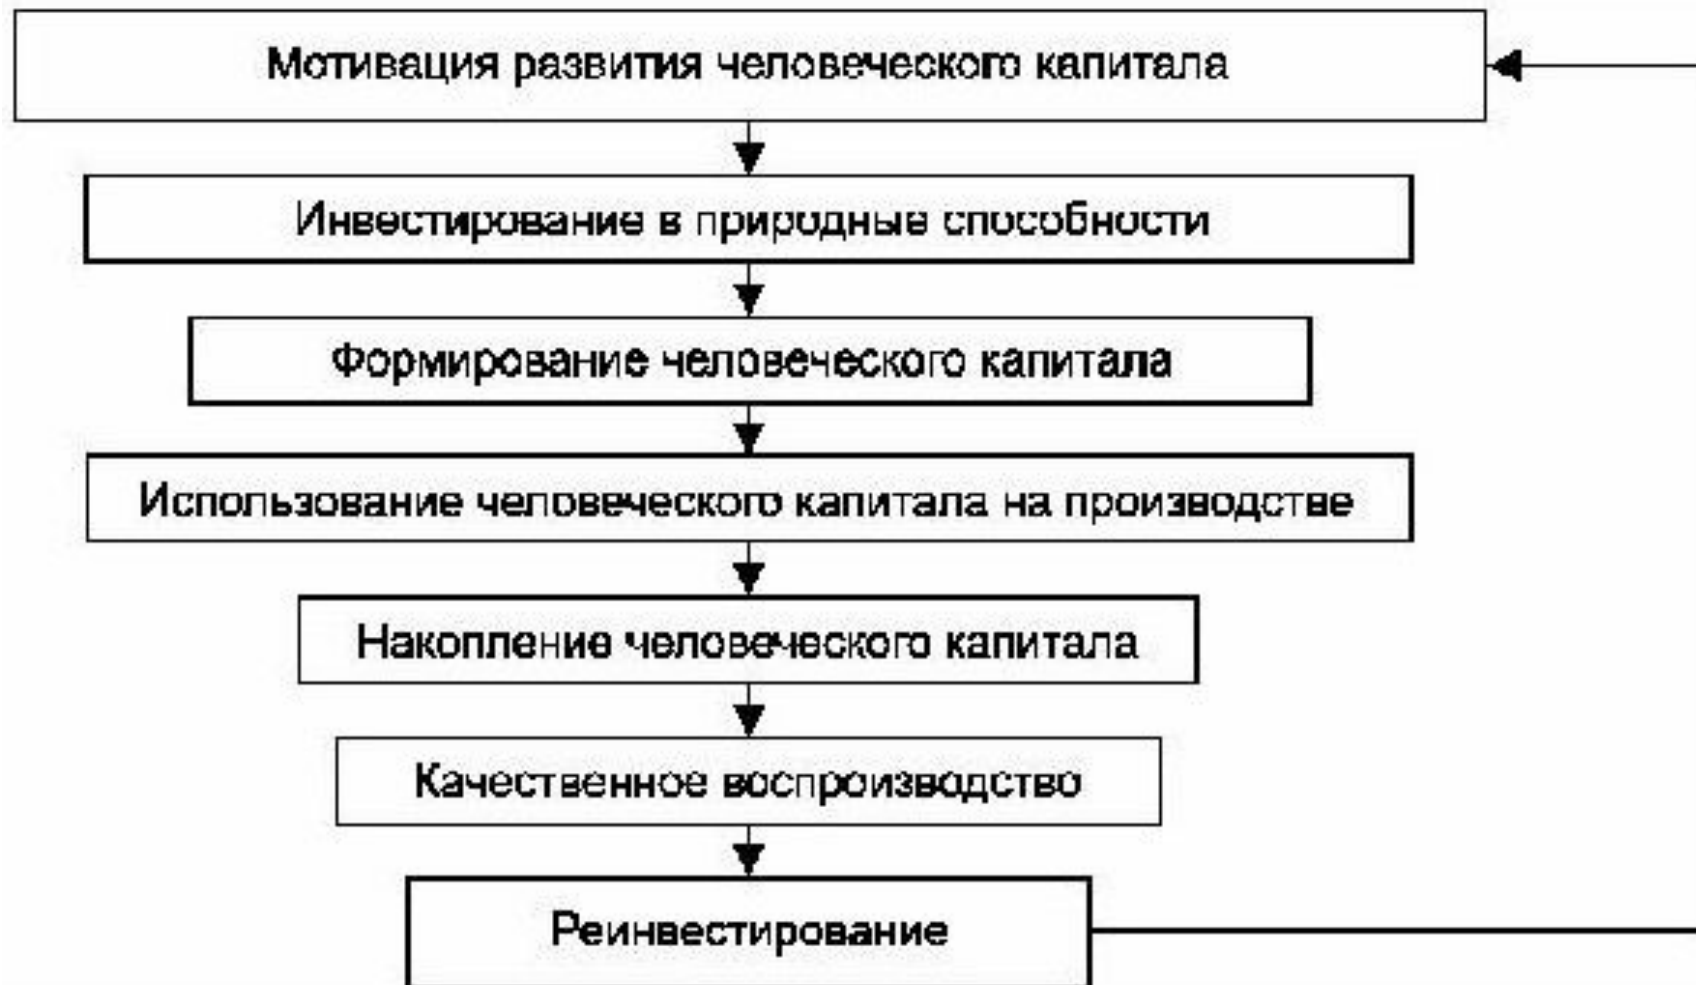 Мотивация развития человеческого капитала
Инвестирование в природные способности
Формирование человеческого капитала
Использование человеческого капитала на производстве
Накопление человеческого капитала
Качественное воспроизводство
Реинвестирование